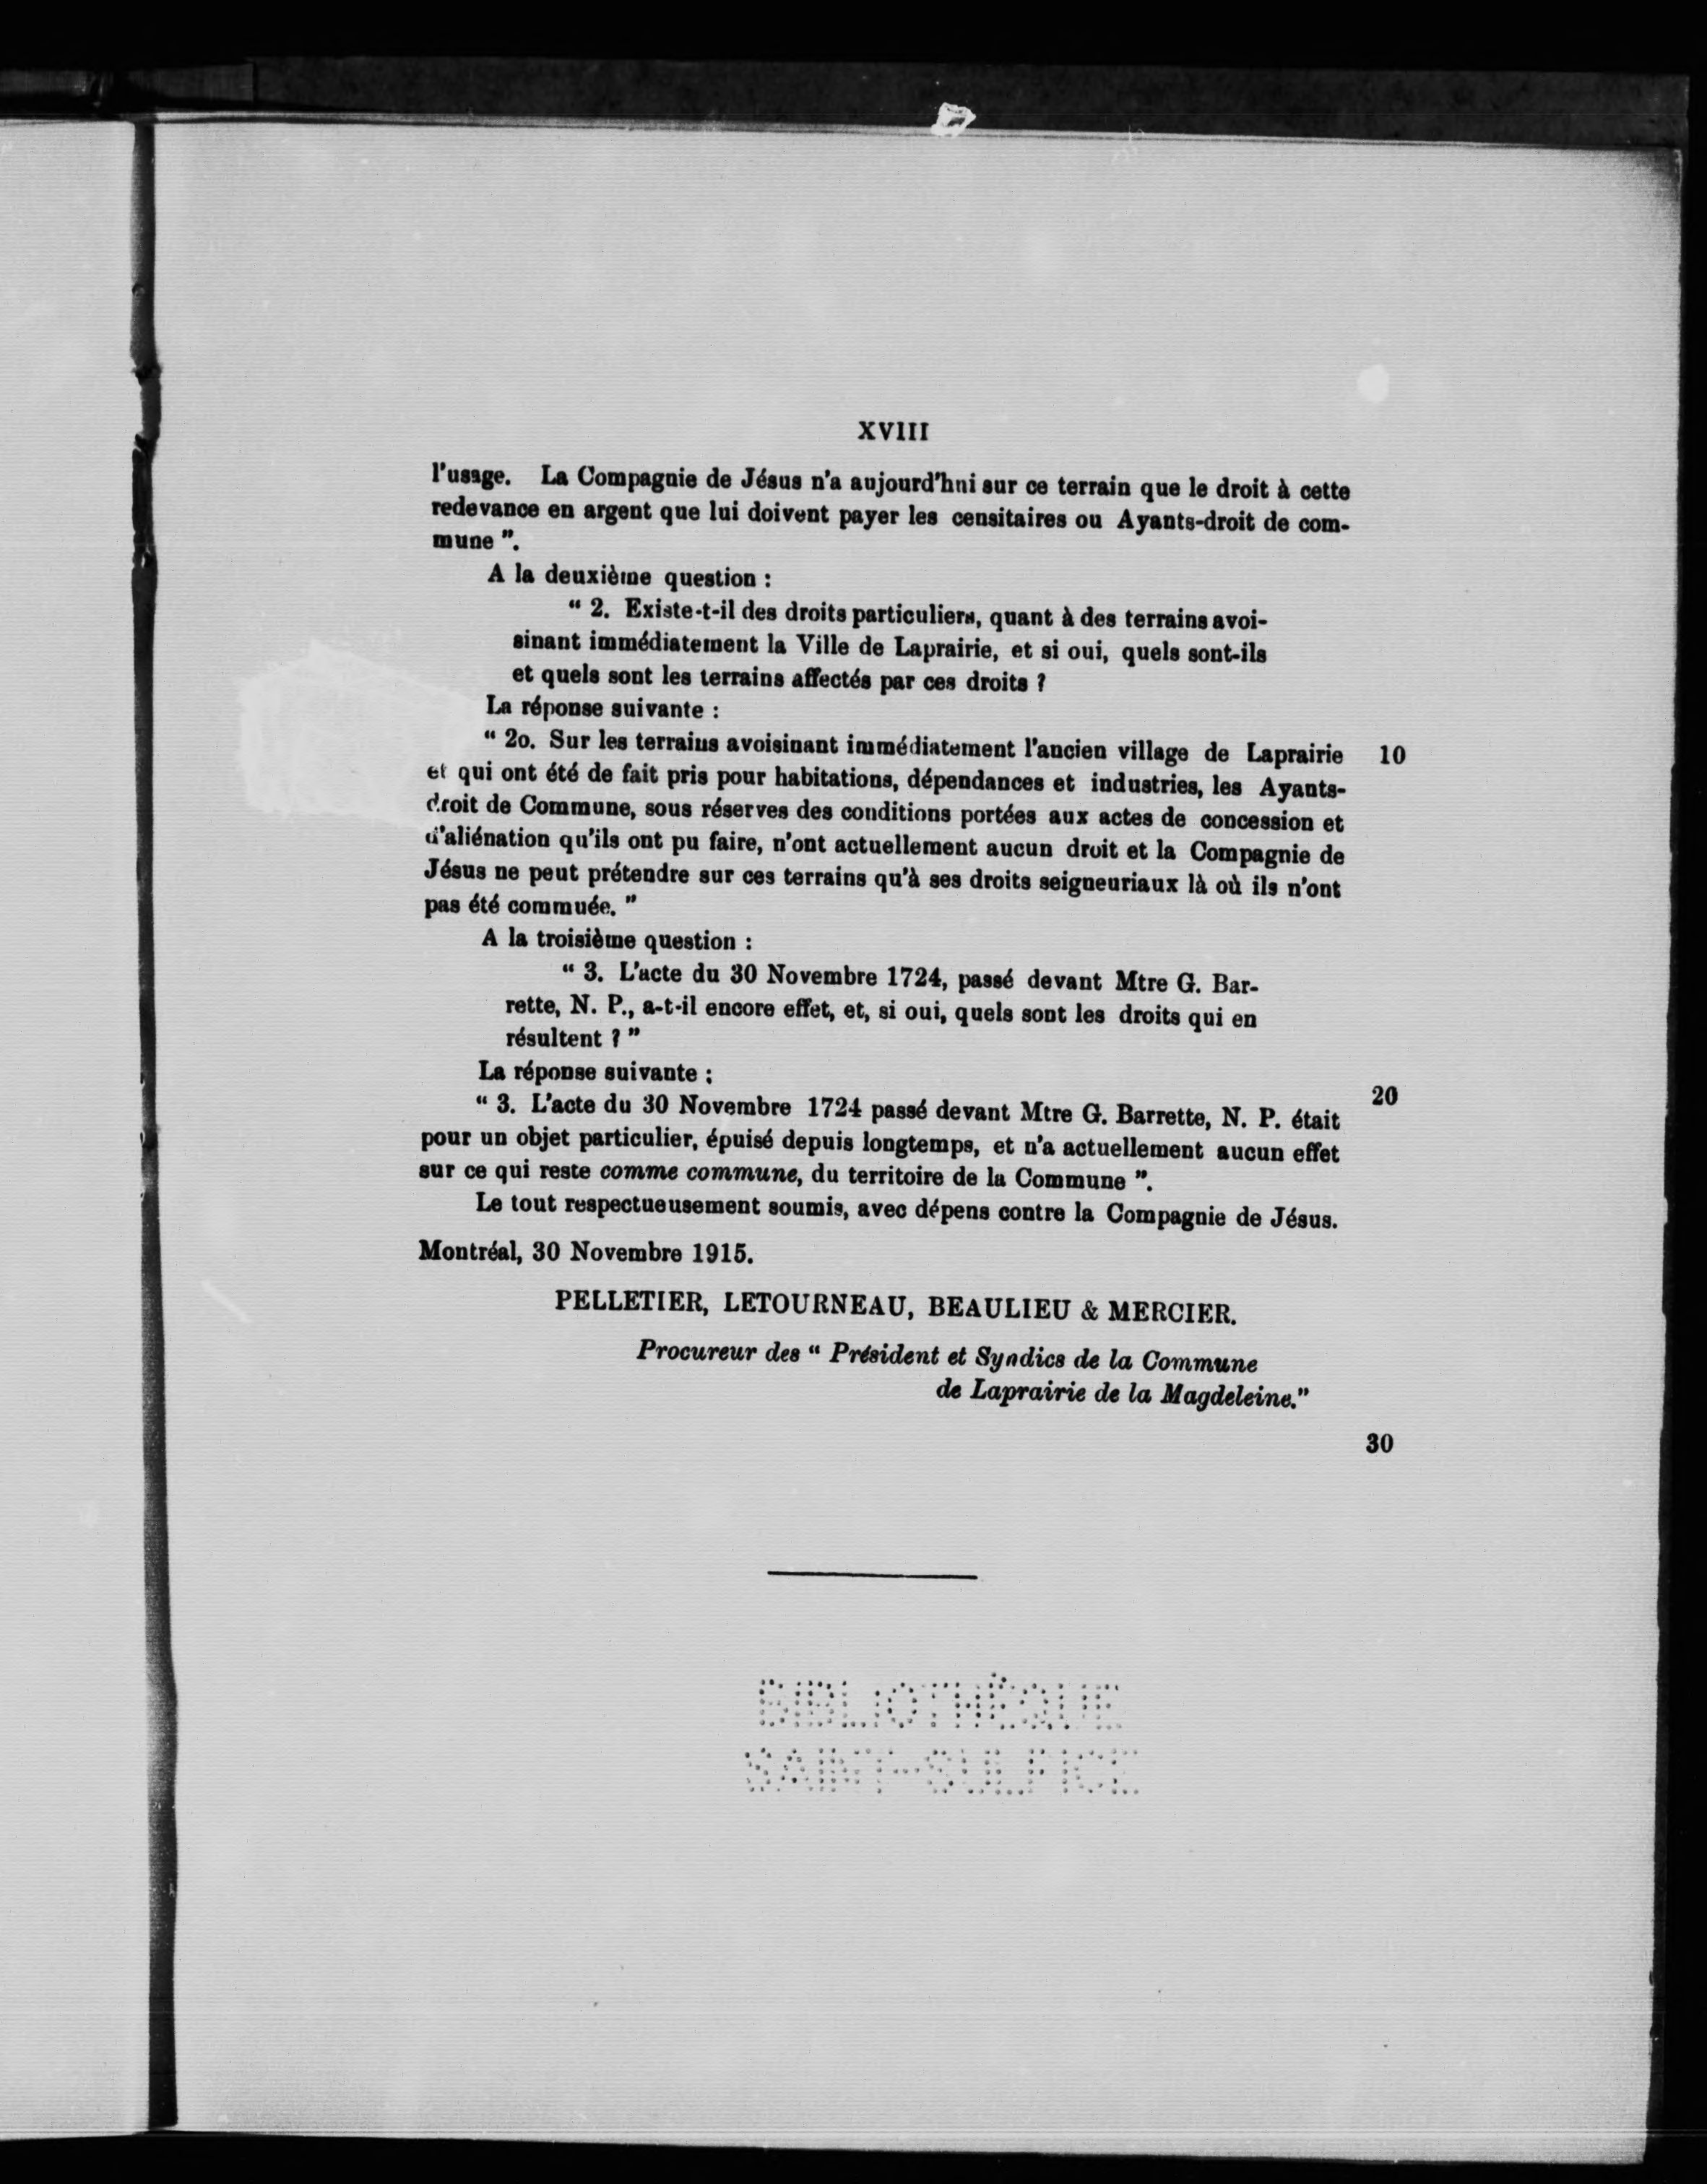 XVIII
l'usage. La Compagnie de Jésus n'a aujourd'hni sur ce terrain que le droit à cette
redevance en argent que lui doivent payer les censitaires ou Ayants-droit de com-
mune ".
A la deuxième question :
" 2. Existe-t-il des droits particuliers, quant à des terrains avoi-
sinant immédiatement la Ville de Laprairie, et si oui, quels sont-ils
et quels sont les terrains affectés par ces droits ?
La réponse suivante :
" 2o. Sur les terrains avoisinant immédiatement l'ancien village de Laprairie 10
et qui ont été de fait pris pour habitations, dépendances et industries, les Ayants-
droit de Commune, sous réserves des conditions portées aux actes de concession et
d'aliénation qu'ils ont pu faire, n'ont actuellement aucun droit et la Compagnie de
Jésus ne peut prétendre sur ces terrains qu'à ses droits seigneuriaux là où ils n'ont
pas été commuée. "
A la troisième question :
" 3. L'acte du 30 Novembre 1724, passé devant Mtre G. Bar-
rette, N. P., a-t-il encore effet, et, si oui, quels sont les droits qui en
résultent ? "
La réponse suivante :
20
" 3. L'acte du 30 Novembre 1724 passé devant Mtre G. Barrette, N. P. était
pour un objet particulier, épuisé depuis longtemps, et n'a actuellement aucun effet
sur ce qui reste comme commune, du territoire de la Commune ".
Le tout respectueusement soumis, avec dépens contre la Compagnie de Jésus.
Montréal, 30 Novembre 1915.
PELLETIER, LETOURNEAU, BEAULIEU & MERCIER.
Procureur des " Président et Syndics de la Commune
de Laprairie de la Magdeleine."
30
BIBLIOTHÈQUE
SAINT-SULPICE